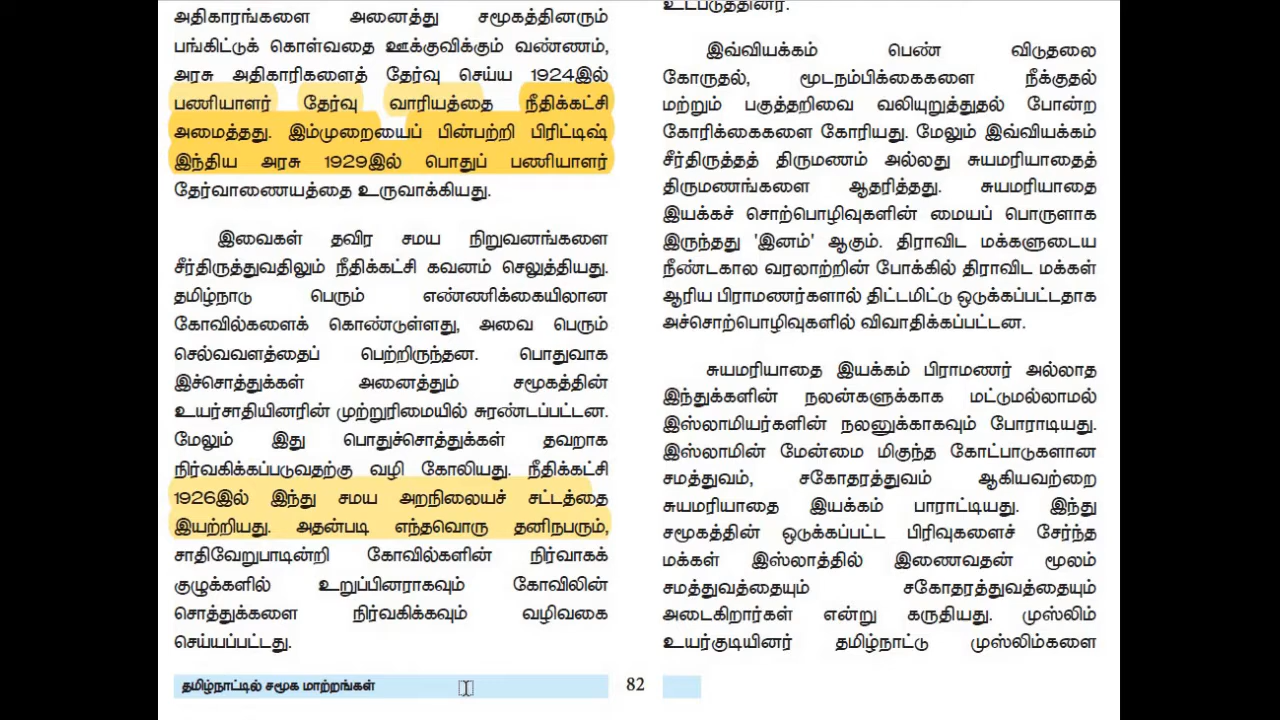 அதிகாரங்களை அனைத்து சமூகத்தினரும்
பங்கிட்டுக் கொள்வதை ஊக்குவிக்கும் வண்ணம்,
அரசு அதிகாரிகளைத் தேர்வு செய்ய 1924இல்
பணியாளர் தேர்வு வாரியத்தை நீதிக்கட்சி
அமைத்தது. இம்முறையைப் பின்பற்றி பிரிட்டிஷ்
இந்திய அரசு 1929இல் பொதுப் பணியாளர்
தேர்வாணையத்தை உருவாக்கியது.
இவைகள் தவிர சமய நிறுவனங்களை
சீர்திருத்துவதிலும் நீதிக்கட்சி கவனம் செலுத்தியது.
தமிழ்நாடு பெரும் எண்ணிக்கையிலான
கோவில்களைக் கொண்டுள்ளது, அவை பெரும்
செல்வவளத்தைப் பெற்றிருந்தன. பொதுவாக
இச்சொத்துக்கள் அனைத்தும் சமூகத்தின்
உயர்சாதியினரின் முற்றுரிமையில் சுரண்டப்பட்டன.
மேலும் இது பொதுச்சொத்துக்கள் தவறாக
நிர்வகிக்கப்படுவதற்கு வழி கோலியது. நீதிக்கட்சி
1926இல் இந்து சமய அறநிலையச் சட்டத்தை
இயற்றியது. அதன்படி எந்தவொரு தனிநபரும்,
சாதிவேறுபாடின்றி கோவில்களின் நிர்வாகக்
குழுக்களில் உறுப்பினராகவும் கோவிலின்
சொத்துக்களை நிர்வகிக்கவும் வழிவகை
செய்யப்பட்டது.
உட்படுத்தினர்.
இவ்வியக்கம் பெண் விடுதலை
கோருதல், மூடநம்பிக்கைகளை நீக்குதல்
மற்றும் பகுத்தறிவை வலியுறுத்துதல் போன்ற
கோரிக்கைகளை கோரியது. மேலும் இவ்வியக்கம்
சீர்திருத்தத் திருமணம் அல்லது சுயமரியாதைத்
திருமணங்களை ஆதரித்தது. சுயமரியாதை
இயக்கச் சொற்பொழிவுகளின் மையப் பொருளாக
இருந்தது 'இனம்' ஆகும். திராவிட மக்களுடைய
நீண்டகால வரலாற்றின் போக்கில் திராவிட மக்கள்
ஆரிய பிராமணர்களால் திட்டமிட்டு ஒடுக்கப்பட்டதாக
அச்சொற்பொழிவுகளில் விவாதிக்கப்பட்டன.
சுயமரியாதை இயக்கம் பிராமணர் அல்லாத
இந்துக்களின் நலன்களுக்காக மட்டுமல்லாமல்
இஸ்லாமியர்களின் நலனுக்காகவும் போராடியது.
இஸ்லாமின் மேன்மை மிகுந்த கோட்பாடுகளான
சமத்துவம், சகோதரத்துவம் ஆகியவற்றை
சுயமரியாதை இயக்கம் பாராட்டியது. இந்து
சமூகத்தின் ஒடுக்கப்பட்ட பிரிவுகளைச் சேர்ந்த
மக்கள் இஸ்லாத்தில் இணைவதன் மூலம்
சமத்துவத்தையும் சகோதரத்துவத்தையும்
அடைகிறார்கள் என்று கருதியது. முஸ்லிம்
உயர்குடியினர் தமிழ்நாட்டு முஸ்லிம்களை
தமிழ்நாட்டில் சமூக மாற்றங்கள்
82